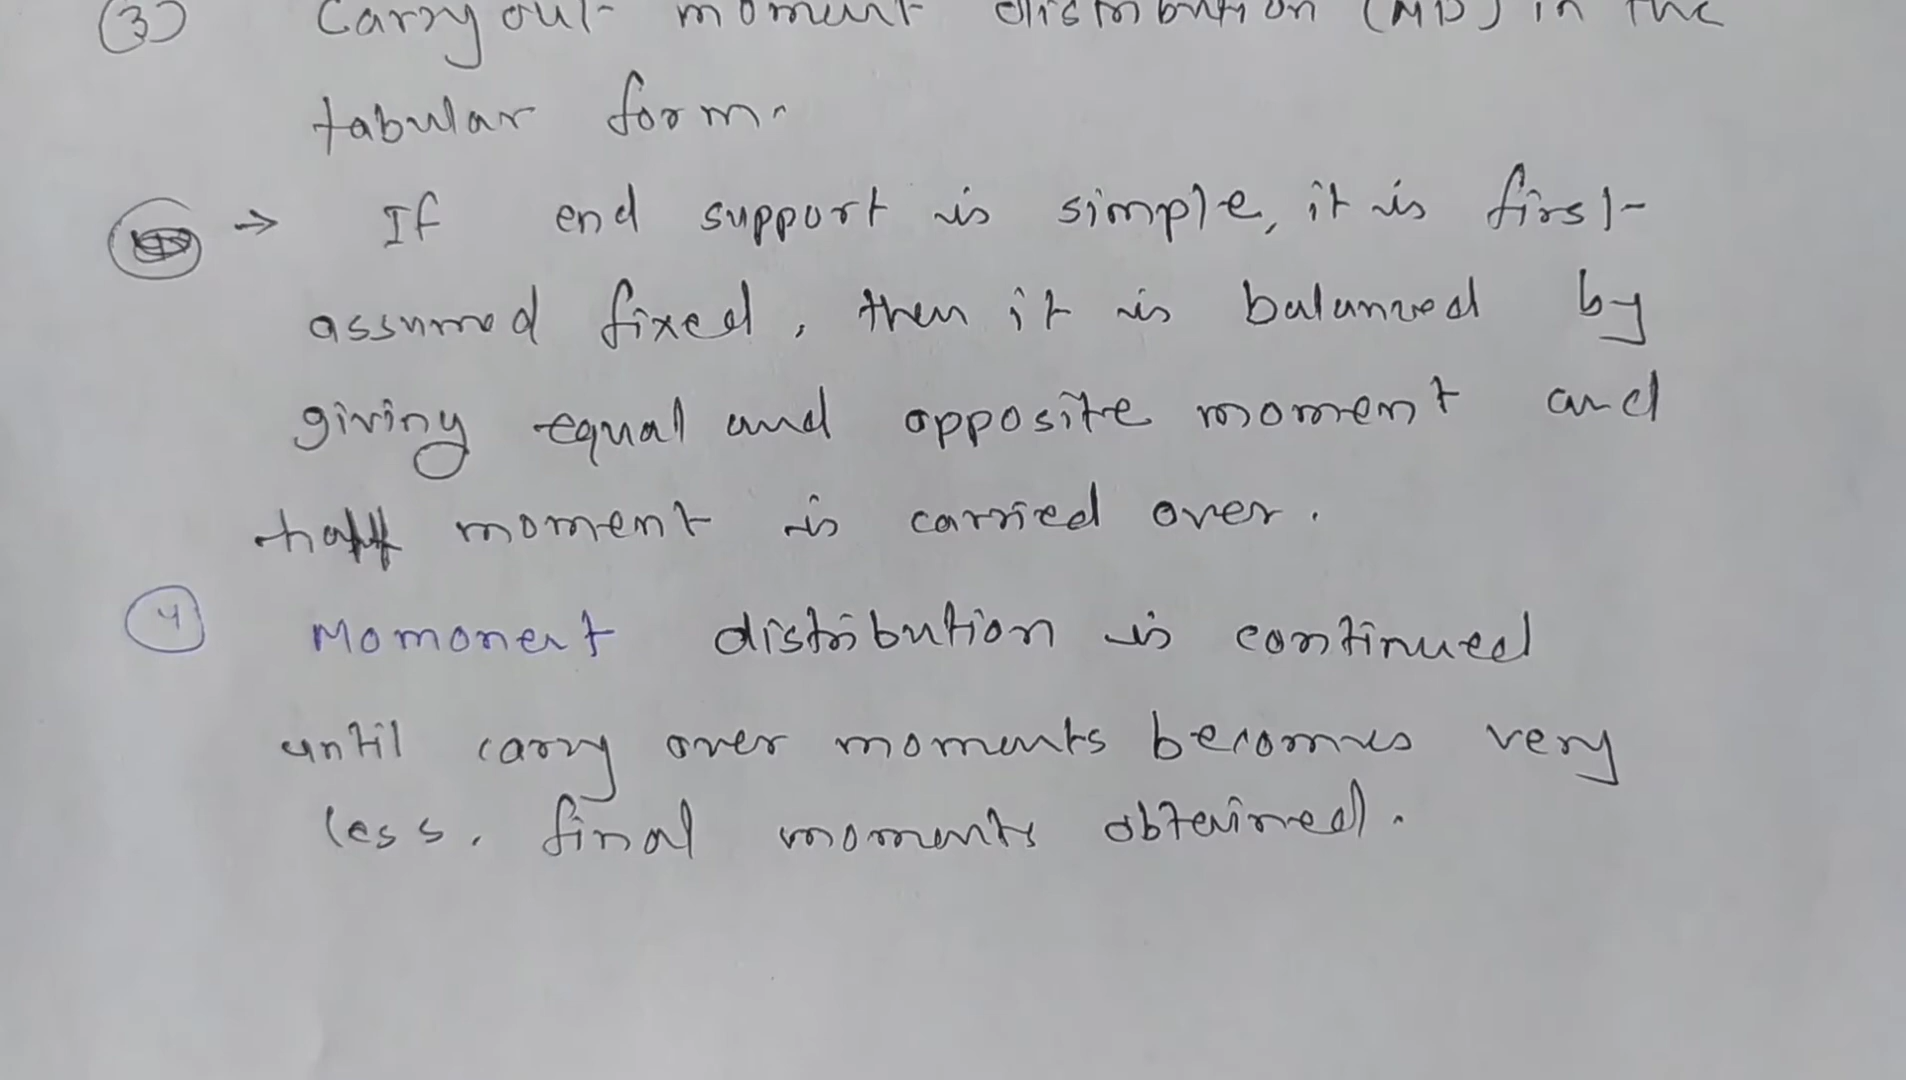 (3) Carry out moment distribution (MD) in the
tabular form.
→ If end support is simple, it is first
assumed fixed, then it is balanced by
giving equal and opposite moment and
half moment is carried over.
(4) Momonent distribution is continued
until carry over moments becomes very
less. final moments obtained.